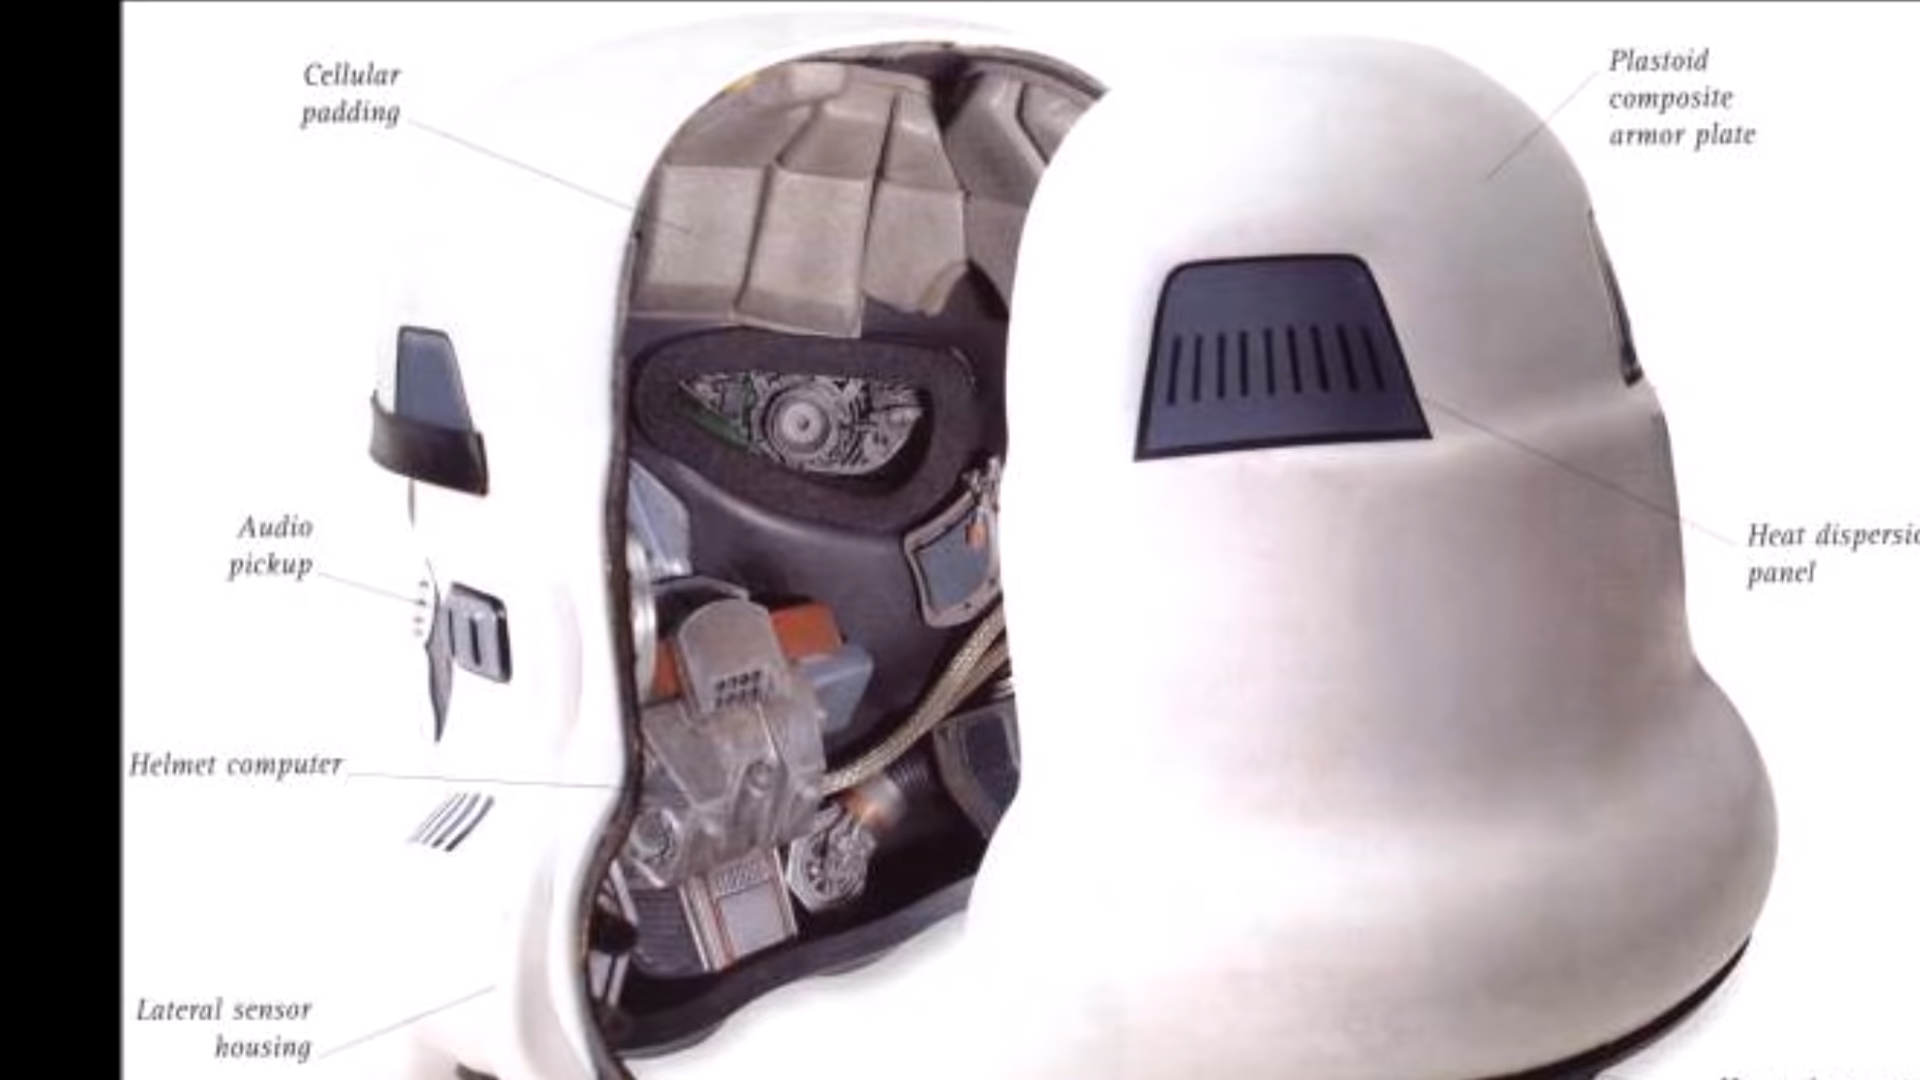 Cellular
padding
Plastoid
composite
armor plate
Audio
pickup
Heat dispersio
panel
Helmet computer
Lateral sensor
housing